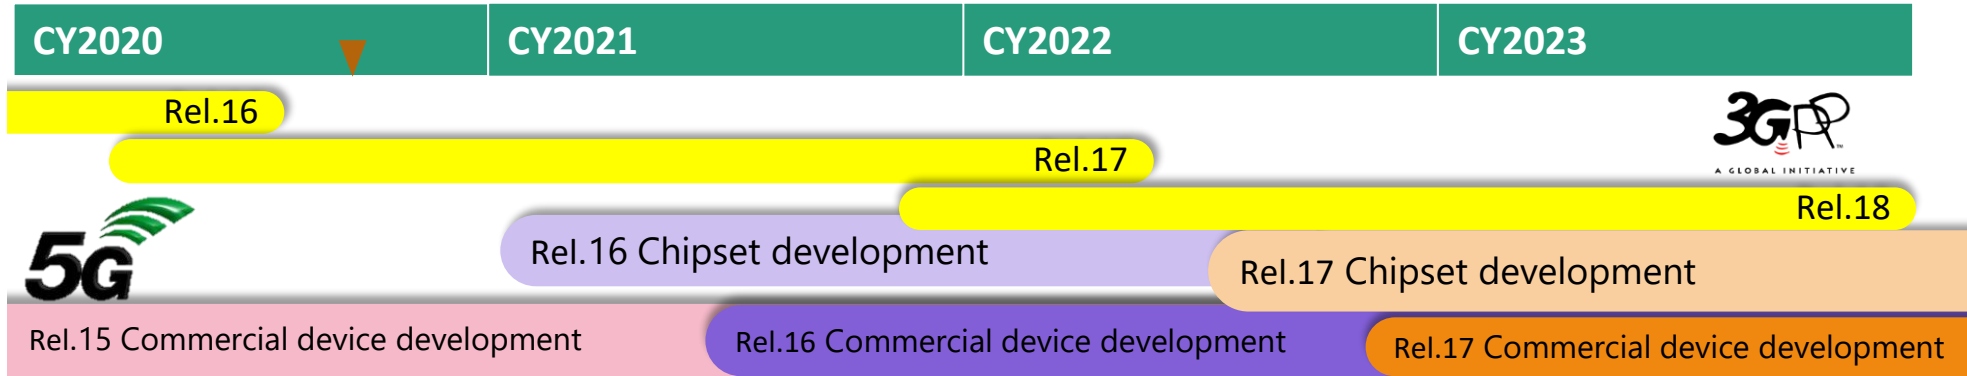 CY2020 CY2021 CY2022 CY2023
Rel.16
3GPP
TM
A GLOBAL INITIATIVE
Rel.17
Rel.18
5G
Rel.16 Chipset development
Rel.17 Chipset development
Rel.15 Commercial device development
Rel.16 Commercial device development
Rel.17 Commercial device development